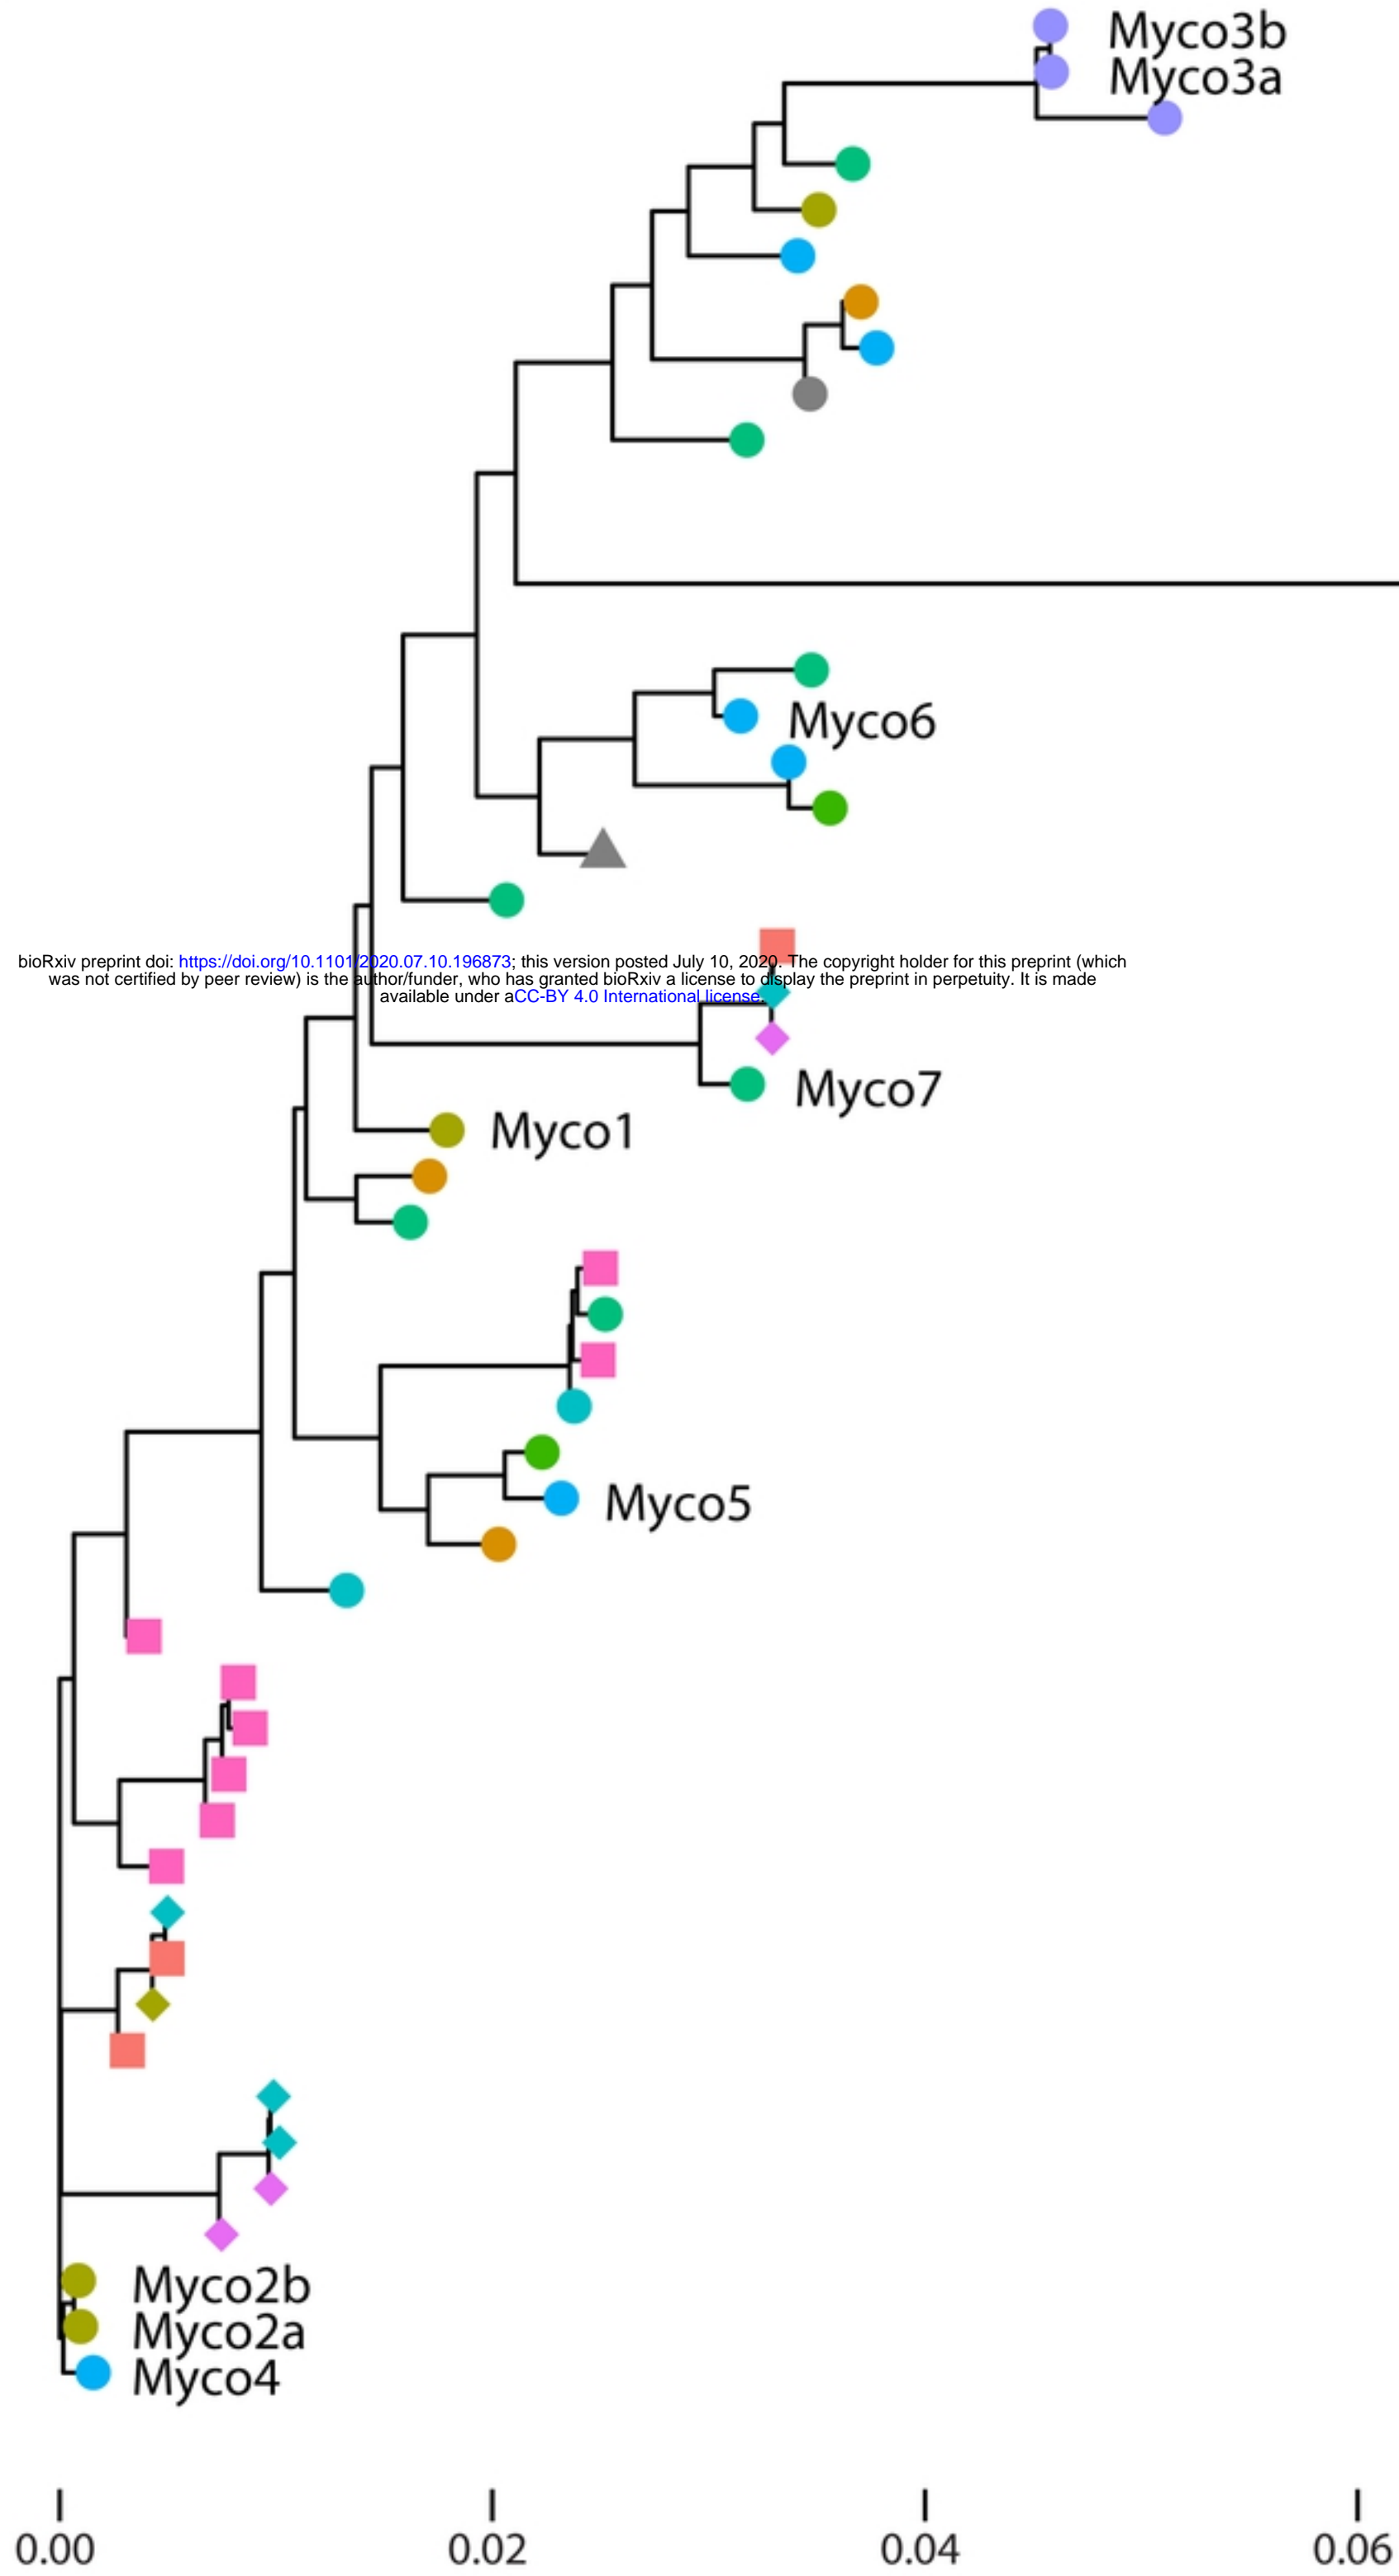 Myco3b
Myco3a
Myco6
bioRxiv preprint doi: https://doi.org/10.1101/2020.07.10.196873; this version posted July 10, 2020. The copyright holder for this preprint (which
was not certified by peer review) is the author/funder, who has granted bioRxiv a license to display the preprint in perpetuity. It is made
available under aCC-BY 4.0 International license.
Myco7
Myco1
Myco5
Myco2b
Myco2a
Myco4
0.00 0.02 0.04 0.06